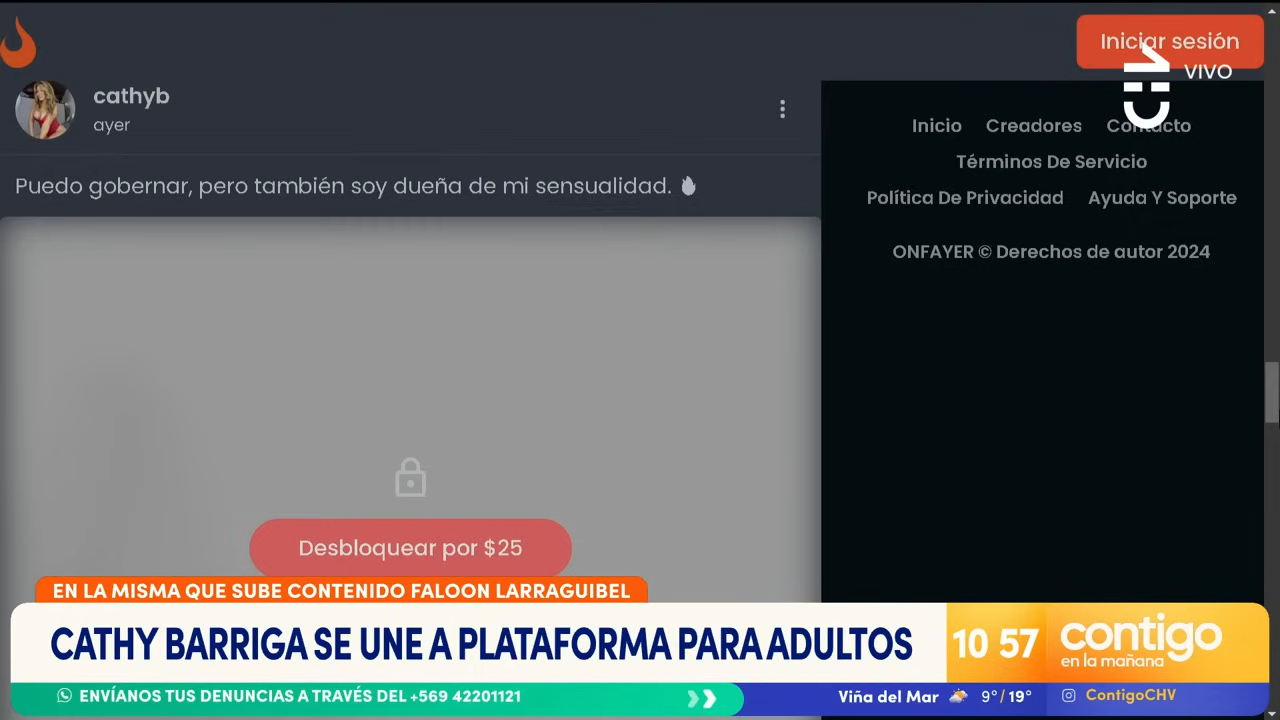 Iniciar sesión
VIVO
cathyb
ayer
Inicio Creadores Contacto
Términos De Servicio
Puedo gobernar, pero también soy dueña de mi sensualidad.
Política De Privacidad Ayuda Y Soporte
ONFAYER © Derechos de autor 2024
Desbloquear por $25
EN LA MISMA QUE SUBE CONTENIDO FALOON LARRAGUIBEL
CATHY BARRIGA SE UNE A PLATAFORMA PARA ADULTOS
10 57
contigo
en la mañana
ENVÍANOS TUS DENUNCIAS A TRAVÉS DEL +569 42201121
Viña del Mar 9°/19°
ContigoCHV